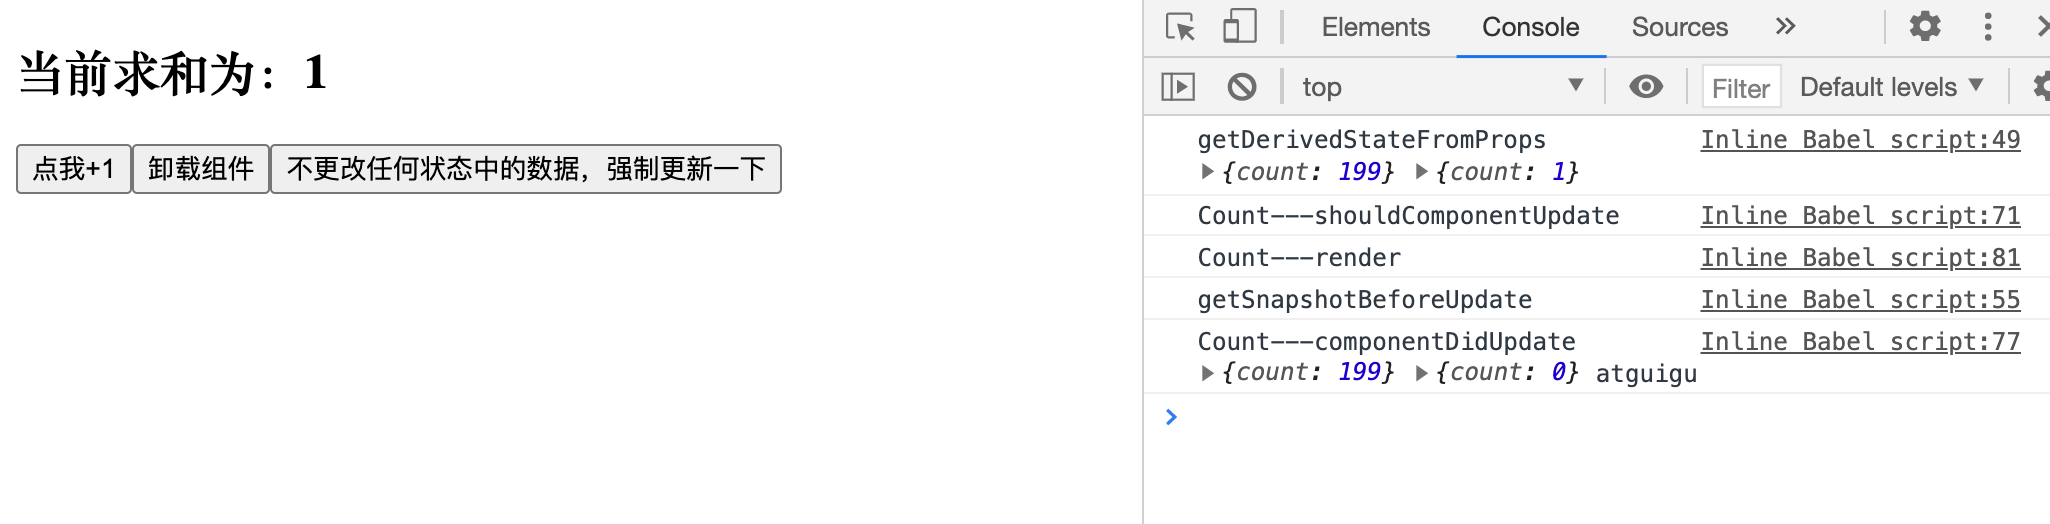 当前求和为：1
点我+1 卸载组件 不更改任何状态中的数据，强制更新一下
Elements Console Sources
top Filter Default levels
getDerivedStateFromProps Inline Babel script:49
{count: 199} {count: 1}
Count---shouldComponentUpdate Inline Babel script:71
Count---render Inline Babel script:81
getSnapshotBeforeUpdate Inline Babel script:55
Count---componentDidUpdate Inline Babel script:77
{count: 199} {count: 0} atguigu